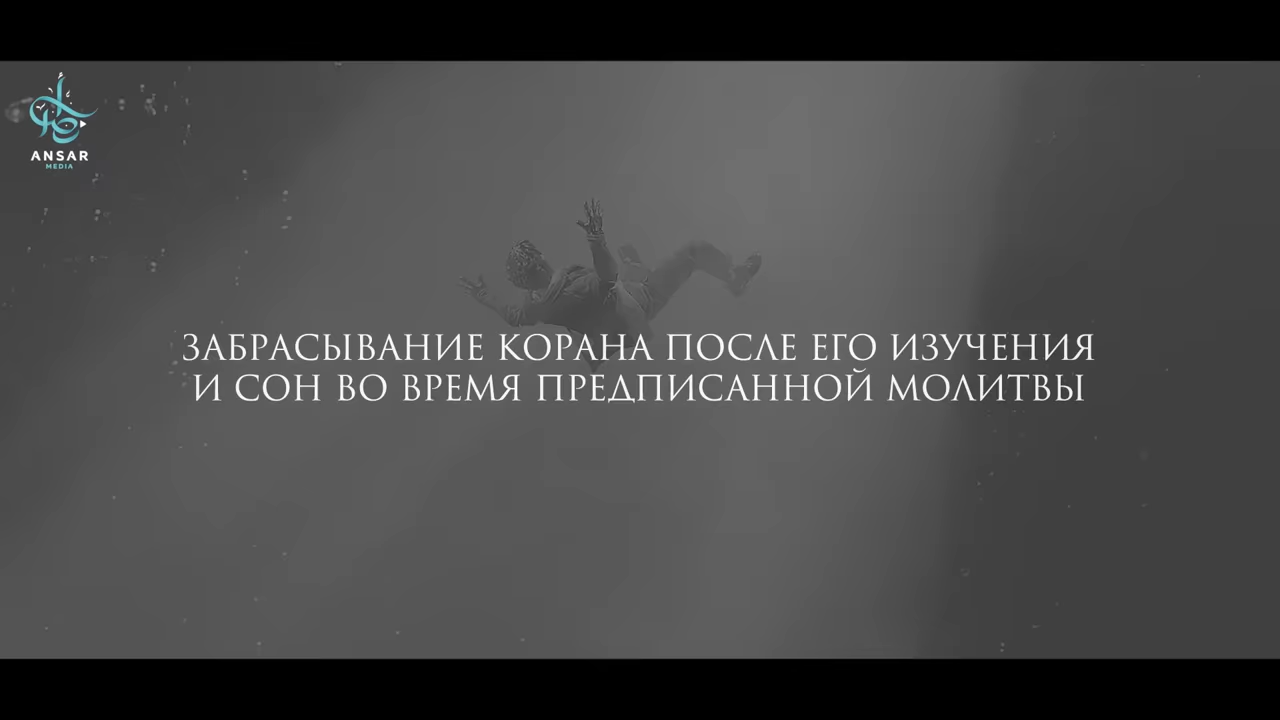 ANSAR
MEDIA
ЗАБРАСЫВАНИЕ КОРАНА ПОСЛЕ ЕГО ИЗУЧЕНИЯ
И СОН ВО ВРЕМЯ ПРЕДПИСАННОЙ МОЛИТВЫ